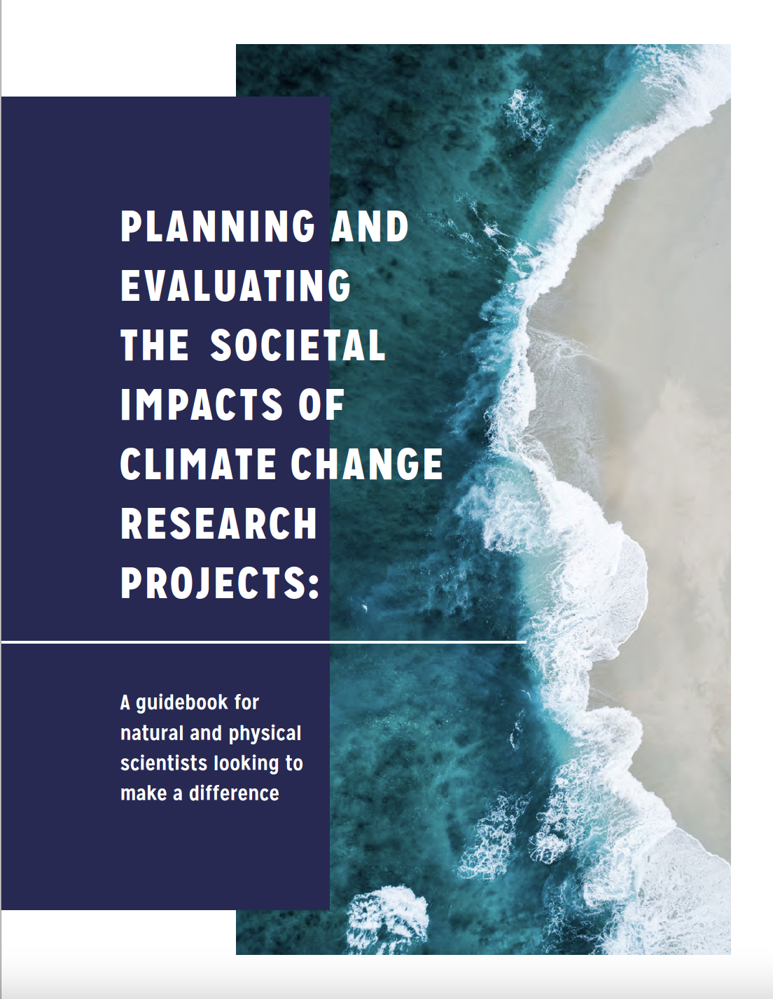 PLANNING AND
EVALUATING
THE SOCIETAL
IMPACTS OF
CLIMATE CHANGE
RESEARCH
PROJECTS:
A guidebook for
natural and physical
scientists looking to
make a difference